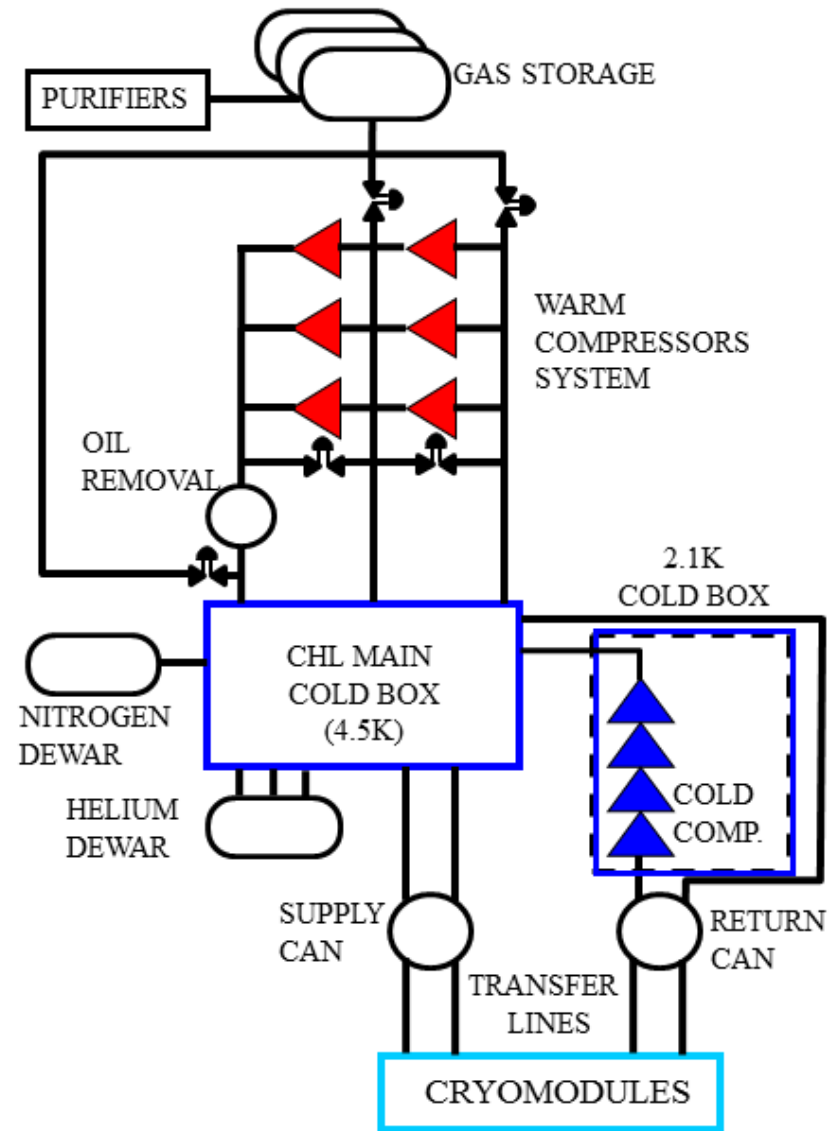 GAS STORAGE
PURIFIERS
WARM
COMPRESSORS
SYSTEM
OIL
REMOVAL
2.1K
COLD BOX
CHL MAIN
COLD BOX
(4.5K)
NITROGEN
DEWAR
HELIUM
DEWAR
COLD
COMP.
SUPPLY
CAN
RETURN
CAN
TRANSFER
LINES
CRYOMODULES